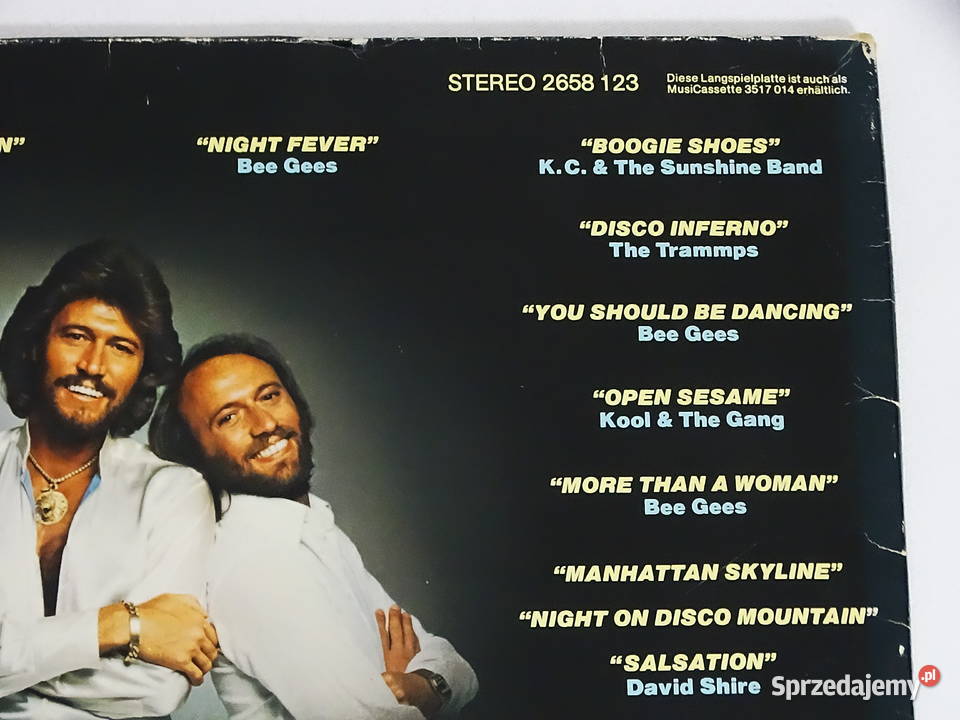 STEREO 2658 123
Diese Langspielplatte ist auch als
MusiCassette 3517 014 erhältlich.
N”
“NIGHT FEVER”
Bee Gees
“BOOGIE SHOES”
K.C. & The Sunshine Band
“DISCO INFERNO”
The Trammps
“YOU SHOULD BE DANCING”
Bee Gees
“OPEN SESAME”
Kool & The Gang
“MORE THAN A WOMAN”
Bee Gees
“MANHATTAN SKYLINE”
“NIGHT ON DISCO MOUNTAIN”
“SALSATION”
David Shire
Sprzedajemy.pl